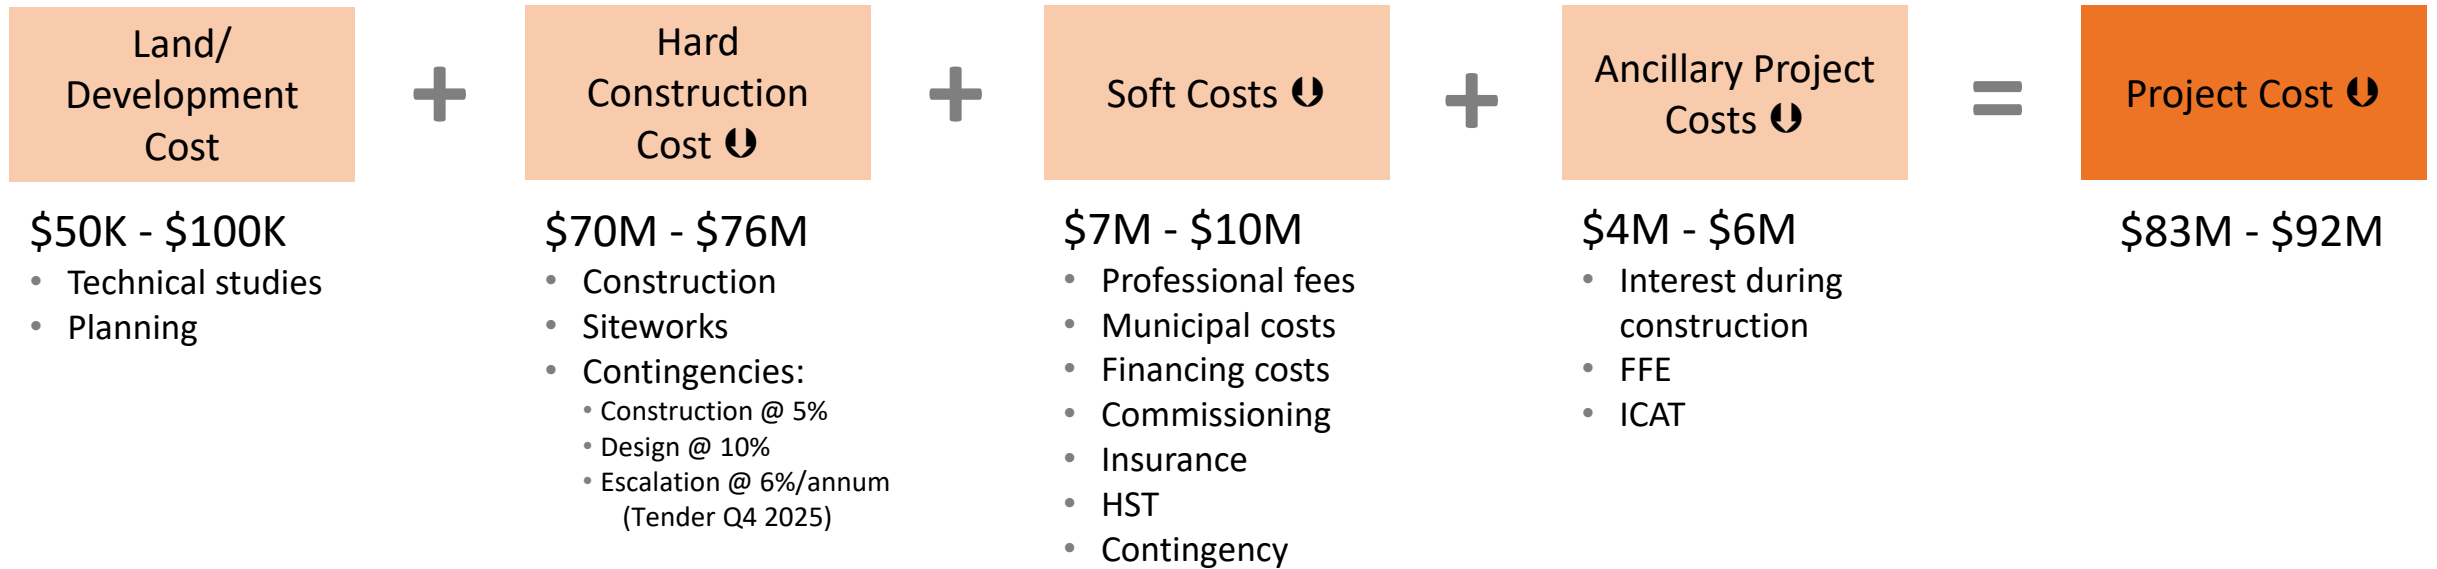 Land/
Development
Cost
+
Hard
Construction
Cost
+
Soft Costs
+
Ancillary Project
Costs
=
Project Cost
$50K - $100K
• Technical studies
• Planning
$70M - $76M
• Construction
• Siteworks
• Contingencies:
• Construction @ 5%
• Design @ 10%
• Escalation @ 6%/annum
(Tender Q4 2025)
$7M - $10M
• Professional fees
• Municipal costs
• Financing costs
• Commissioning
• Insurance
• HST
• Contingency
$4M - $6M
• Interest during
construction
• FFE
• ICAT
$83M - $92M